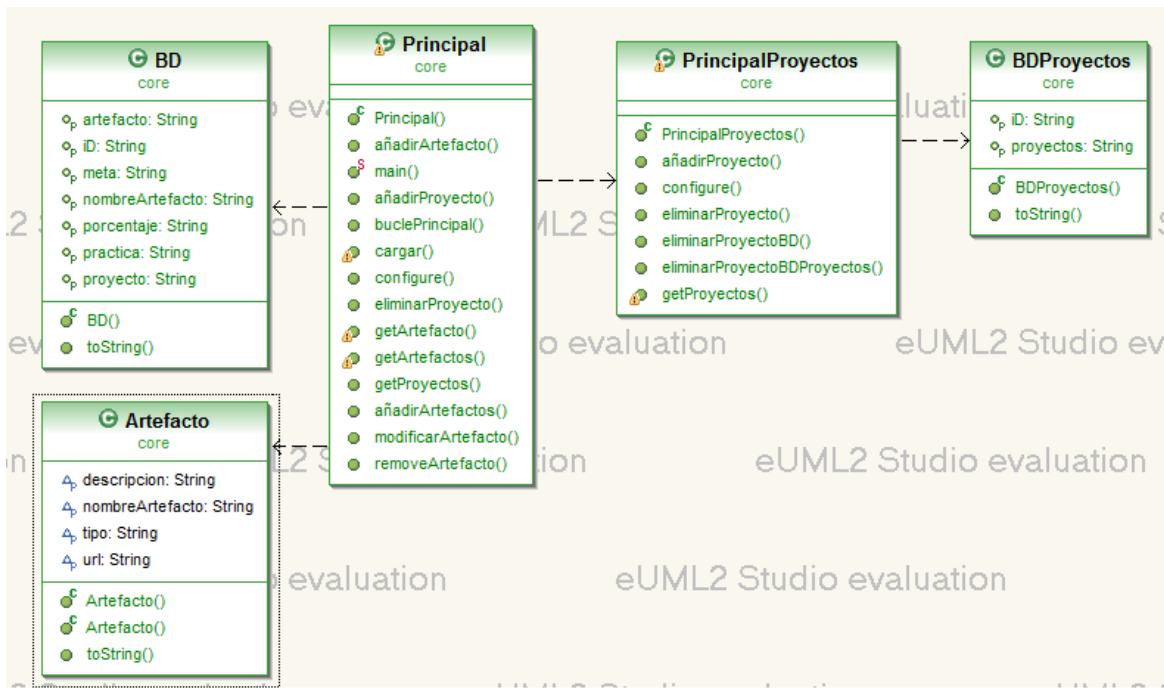 BD
core
artefacto: String
iD: String
meta: String
nombreArtefacto: String
porcentaje: String
practica: String
proyecto: String
BD()
toString()
Artefacto
core
descripcion: String
nombreArtefacto: String
tipo: String
url: String
Artefacto()
Artefacto()
toString()
Principal
core
Principal()
añadirArtefacto()
main()
añadirProyecto()
buclePrincipal()
cargar()
configure()
eliminarProyecto()
getArtefacto()
getArtefactos()
getProyectos()
añadirArtefactos()
modificarArtefacto()
removeArtefacto()
PrincipalProyectos
core
PrincipalProyectos()
añadirProyecto()
configure()
eliminarProyecto()
eliminarProyectoBD()
eliminarProyectoBDProyectos()
getProyectos()
BDProyectos
core
iD: String
proyectos: String
BDProyectos()
toString()
evaluation
eUML2 Studio ev
eUML2 Studio evaluation
evaluation
eUML2 Studio evaluation